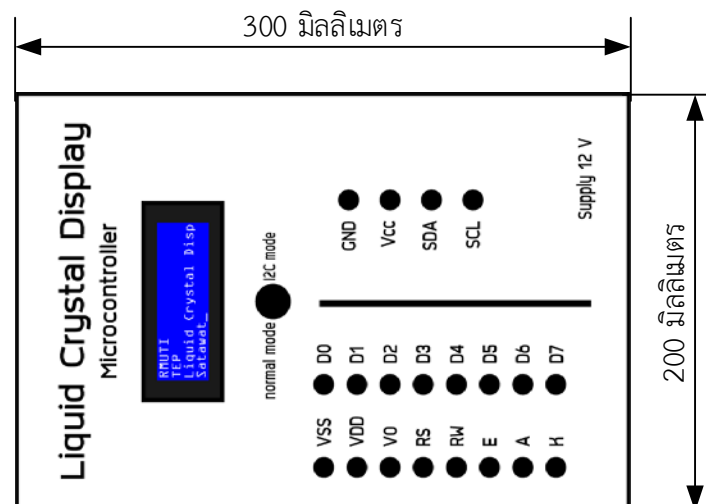 300 มิลลิเมตร
200 มิลลิเมตร
Liquid Crystal Display
Microcontroller
RMUTI
TEP
Liquid Crystal Disp
Satawat_
normal mode
I2C mode
GND
Vcc
SDA
SCL
Supply 12 V
D0
D1
D2
D3
D4
D5
D6
D7
VSS
VDD
V0
RS
RW
E
A
K